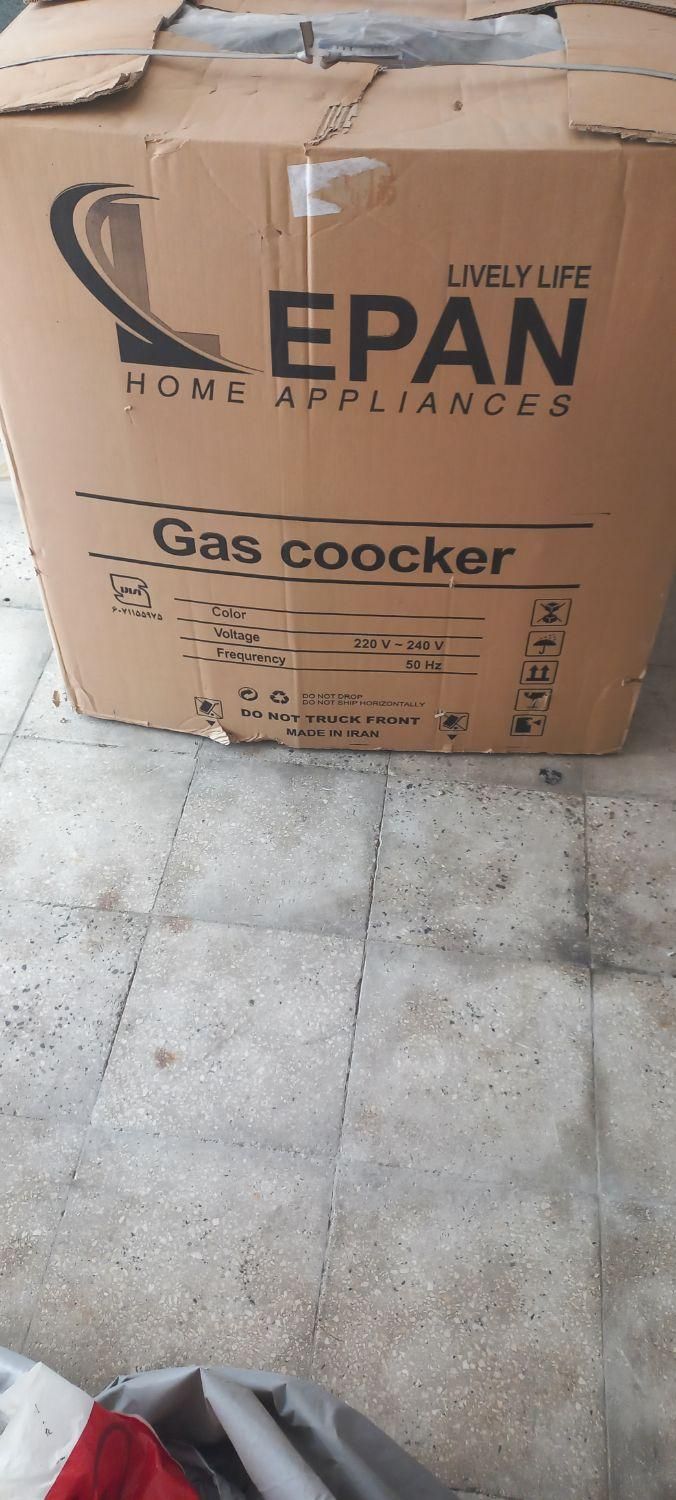 LIVELY LIFE
LEPAN
HOME APPLIANCES
Gas coocker
۶۰۷۱۱۵۵۹۷۵
Color
Voltage 220 V ~ 240 V
Frequrency 50 Hz
DO NOT DROP
DO NOT SHIP HORIZONTALLY
DO NOT TRUCK FRONT
MADE IN IRAN